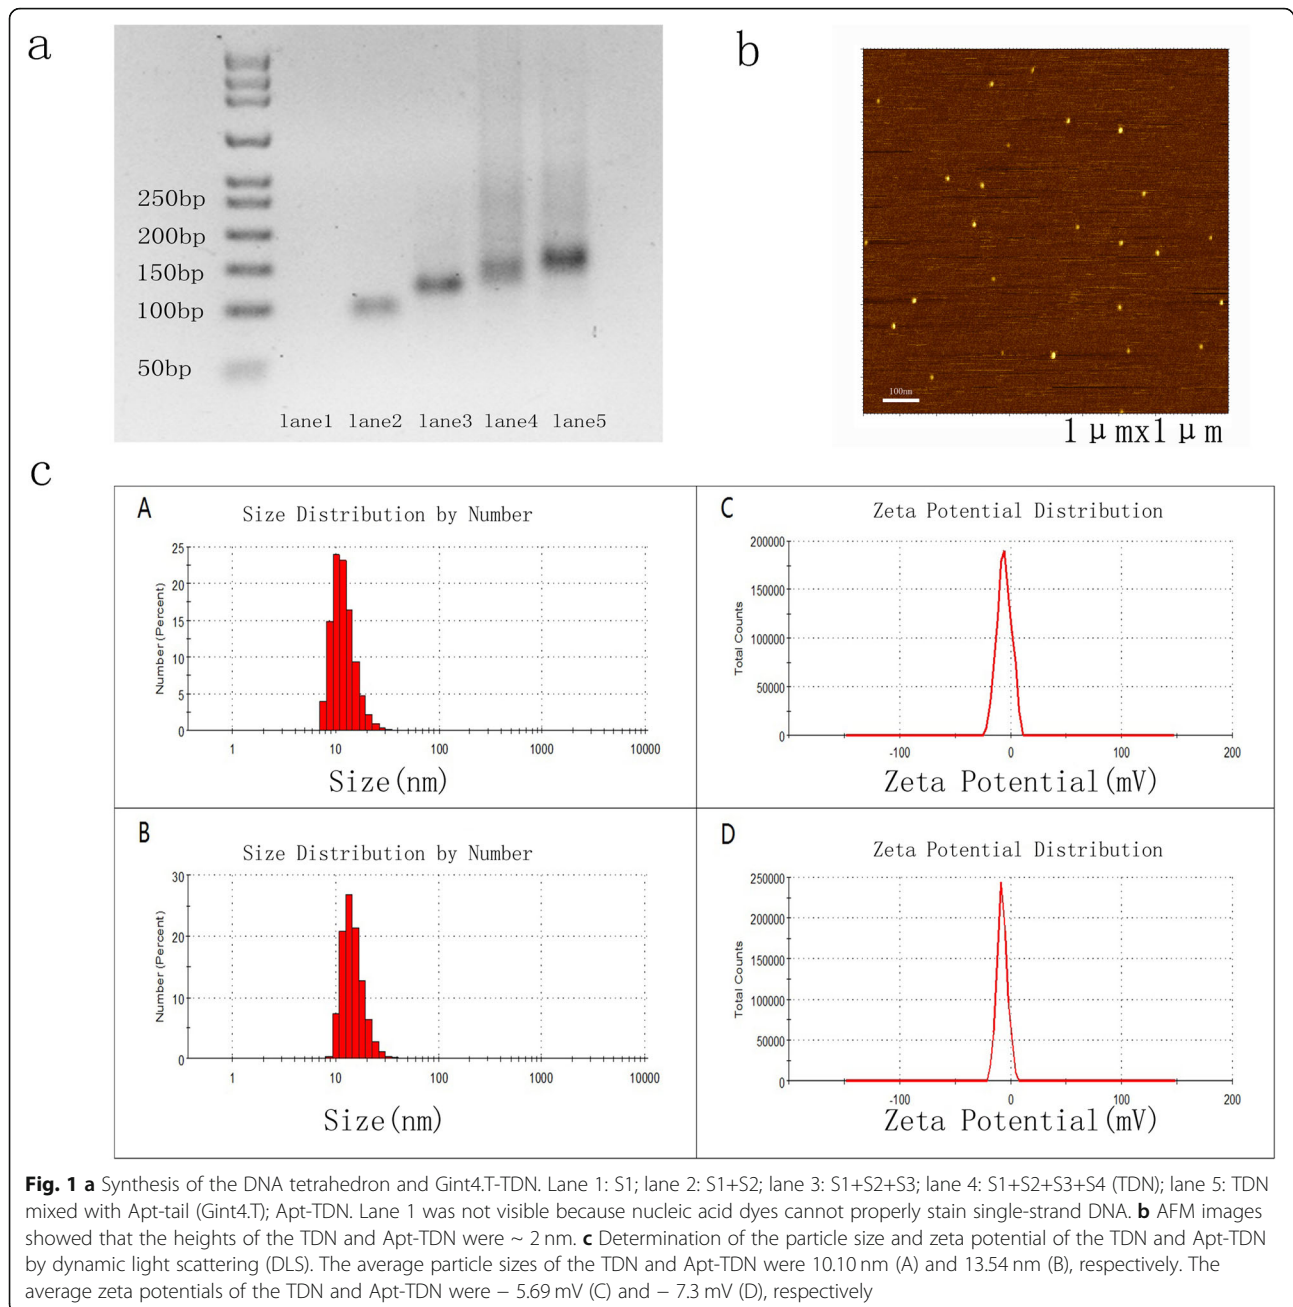 a
250bp
200bp
150bp
100bp
50bp
lane1 lane2 lane3 lane4 lane5
b
100nm
1 μmx1 μm
c
A
Size Distribution by Number
Number (Percent)
25
20
15
10
5
0
1 10 100 1000 10000
Size(nm)
C
Zeta Potential Distribution
Total Counts
200000
150000
100000
50000
0
-100 0 100 200
Zeta Potential(mV)
B
Size Distribution by Number
Number (Percent)
30
20
10
0
1 10 100 1000 10000
Size(nm)
D
Zeta Potential Distribution
Total Counts
250000
200000
150000
100000
50000
0
-100 0 100 200
Zeta Potential(mV)
Fig. 1 a Synthesis of the DNA tetrahedron and Gint4.T-TDN. Lane 1: S1; lane 2: S1+S2; lane 3: S1+S2+S3; lane 4: S1+S2+S3+S4 (TDN); lane 5: TDN
mixed with Apt-tail (Gint4.T); Apt-TDN. Lane 1 was not visible because nucleic acid dyes cannot properly stain single-strand DNA. b AFM images
showed that the heights of the TDN and Apt-TDN were ~ 2 nm. c Determination of the particle size and zeta potential of the TDN and Apt-TDN
by dynamic light scattering (DLS). The average particle sizes of the TDN and Apt-TDN were 10.10 nm (A) and 13.54 nm (B), respectively. The
average zeta potentials of the TDN and Apt-TDN were − 5.69 mV (C) and − 7.3 mV (D), respectively